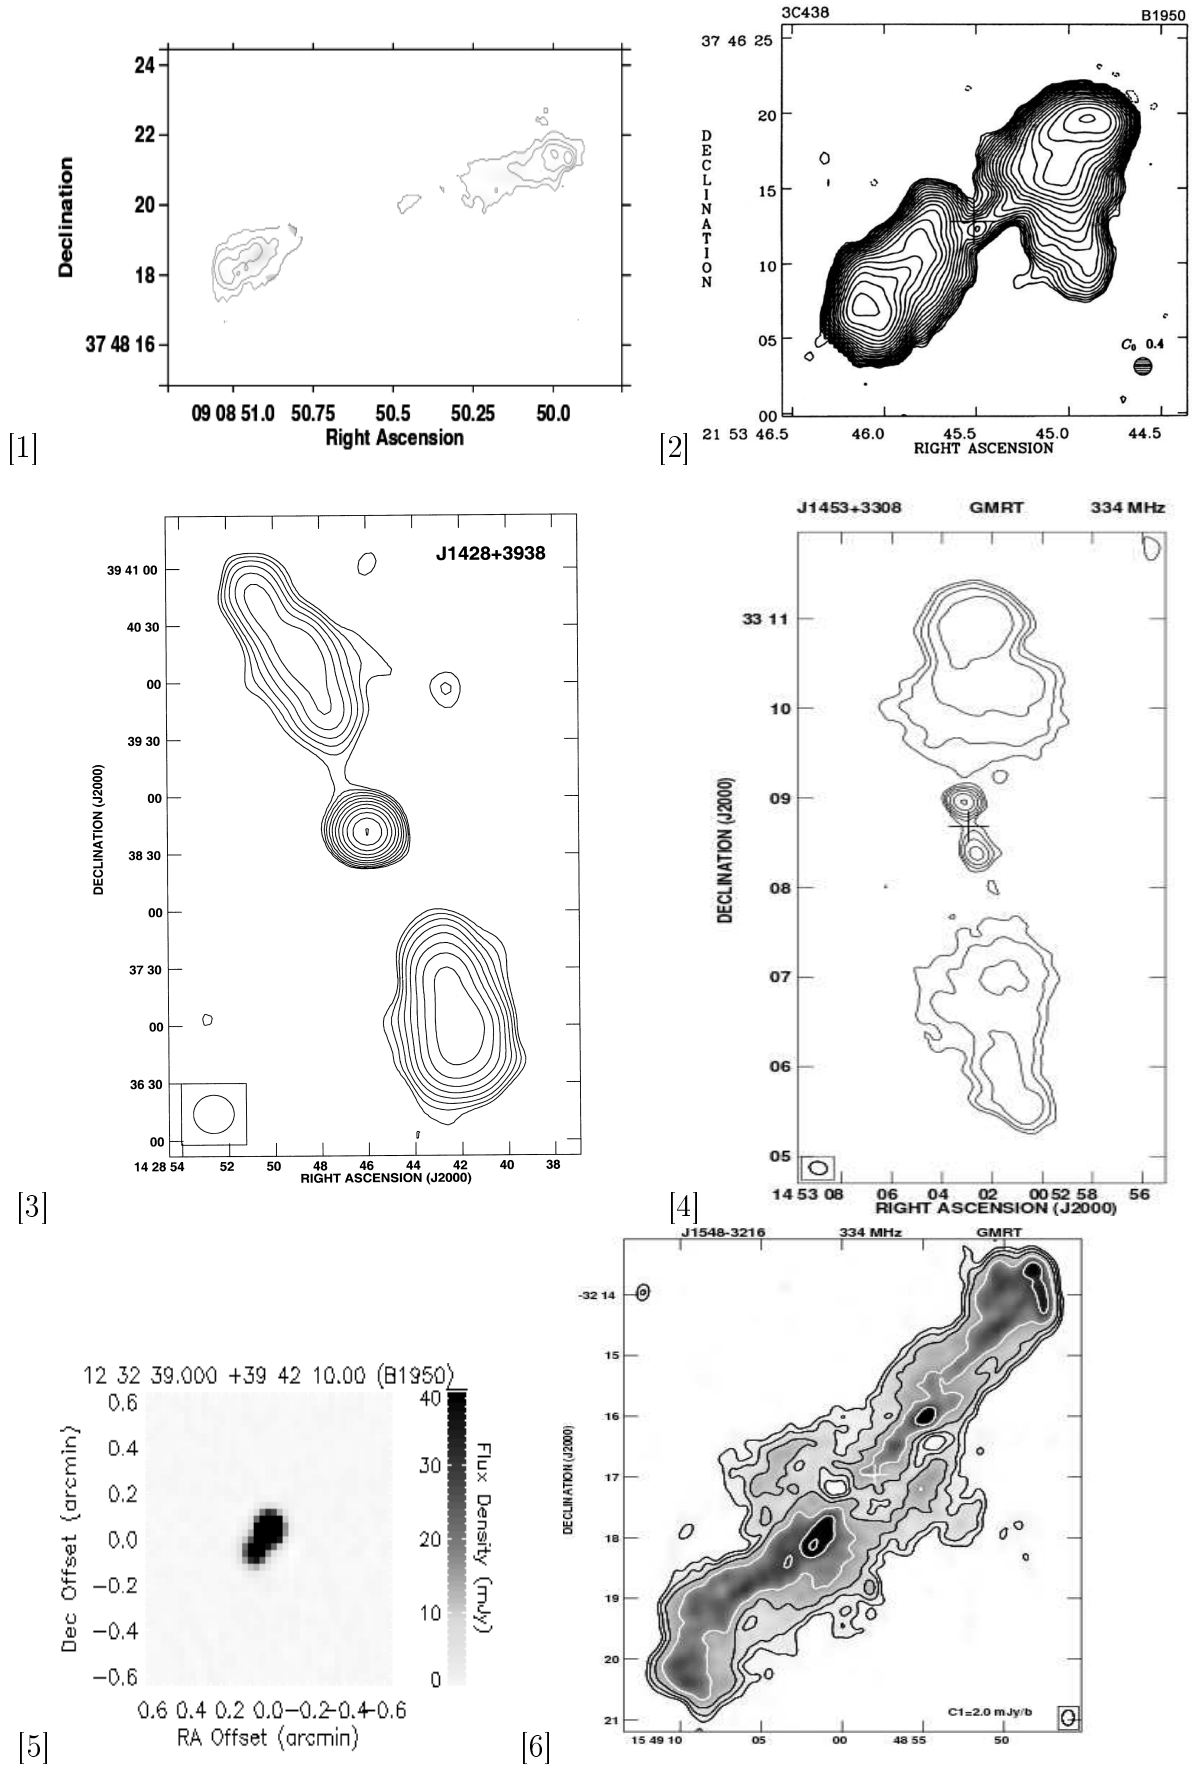 24
22
20
18
37 48 16
Declination
09 08 51.0 50.75 50.5 50.25 50.0
Right Ascension
[1]
3C438 B1950
37 46 25
20
15
10
05
00
DECLINATION
C₀ 0.4
21 53 46.5 46.0 45.5 45.0 44.5
RIGHT ASCENSION
[2]
J1428+3938
39 41 00
40 30
00
39 30
00
38 30
00
37 30
00
36 30
00
DECLINATION (J2000)
14 28 54 52 50 48 46 44 42 40 38
RIGHT ASCENSION (J2000)
[3]
J1453+3308 GMRT 334 MHz
33 11
10
09
08
07
06
05
DECLINATION (J2000)
14 53 08 06 04 02 00 52 58 56
RIGHT ASCENSION (J2000)
[4]
12 32 39.000 +39 42 10.00 (B1950)
0.6
0.4
0.2
0.0
−0.2
−0.4
−0.6
Dec Offset (arcmin)
0.6 0.4 0.2 0.0−0.2−0.4−0.6
RA Offset (arcmin)
40
30
20
10
0
Flux Density (mJy)
[5]
J1548-3216 334 MHz GMRT
-32 14
15
16
17
18
19
20
21
DECLINATION (J2000)
C1=2.0 mJy/b
15 49 10 05 00 48 55 50
[6]